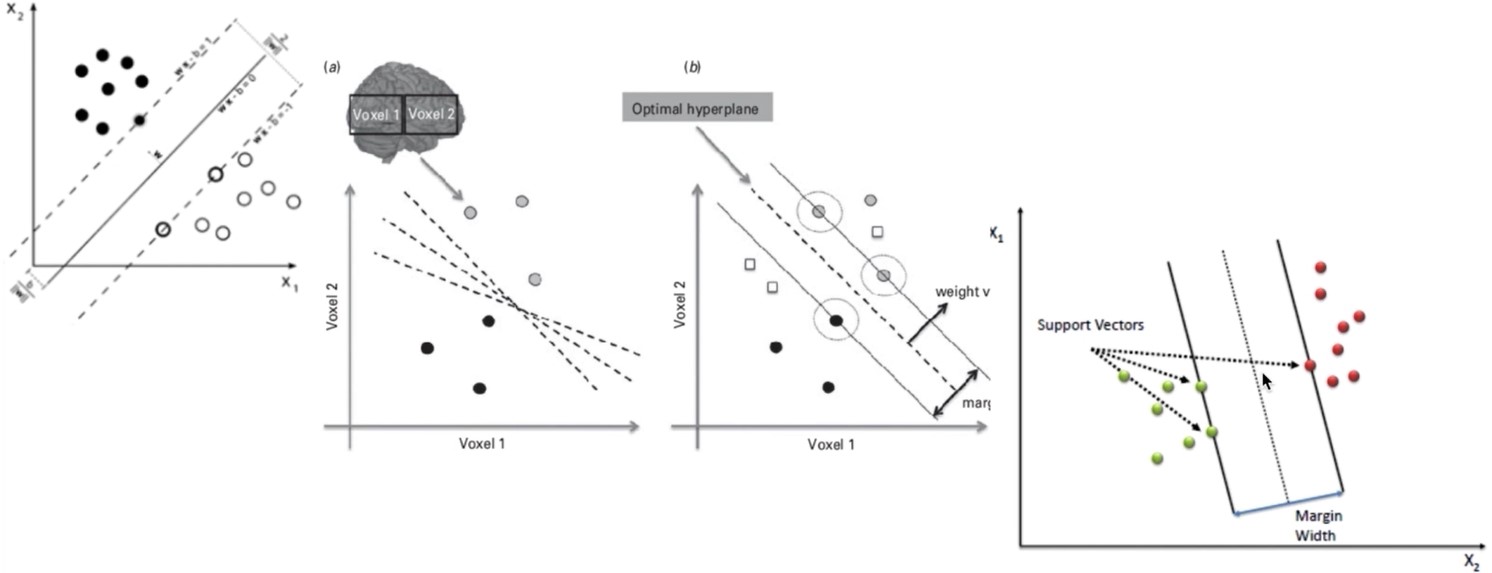 X2
w x - b = 1
w x - b = 0
w x - b = -1
w
X1
(a)
Voxel 1
Voxel 2
Voxel 2
Voxel 1
(b)
Optimal hyperplane
weight v
marg
Voxel 2
Voxel 1
X1
Support Vectors
Margin
Width
X2